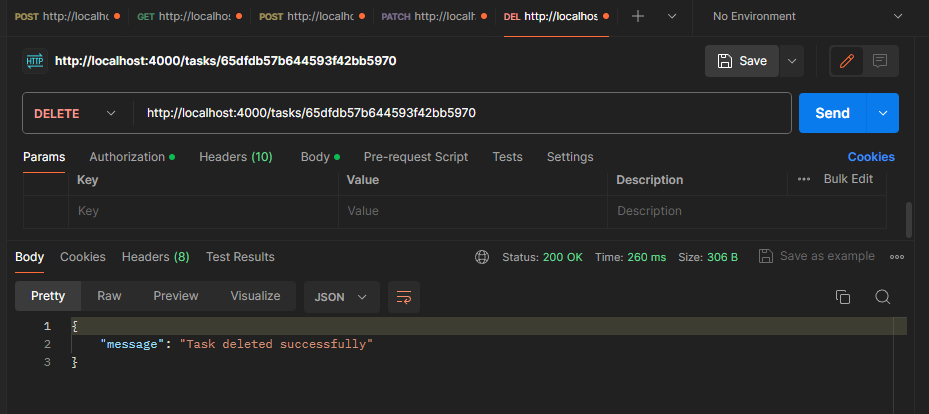 POST http://localhc GET http://localhc POST http://localhc PATCH http://localh DEL http://localhos No Environment
HTTP http://localhost:4000/tasks/65dfdb57b644593f42bb5970 Save
DELETE http://localhost:4000/tasks/65dfdb57b644593f42bb5970 Send
Params Authorization Headers (10) Body Pre-request Script Tests Settings Cookies
Key Value Description Bulk Edit
Key Value Description
Body Cookies Headers (8) Test Results Status: 200 OK Time: 260 ms Size: 306 B Save as example
Pretty Raw Preview Visualize JSON
1 {
2 "message": "Task deleted successfully"
3 }